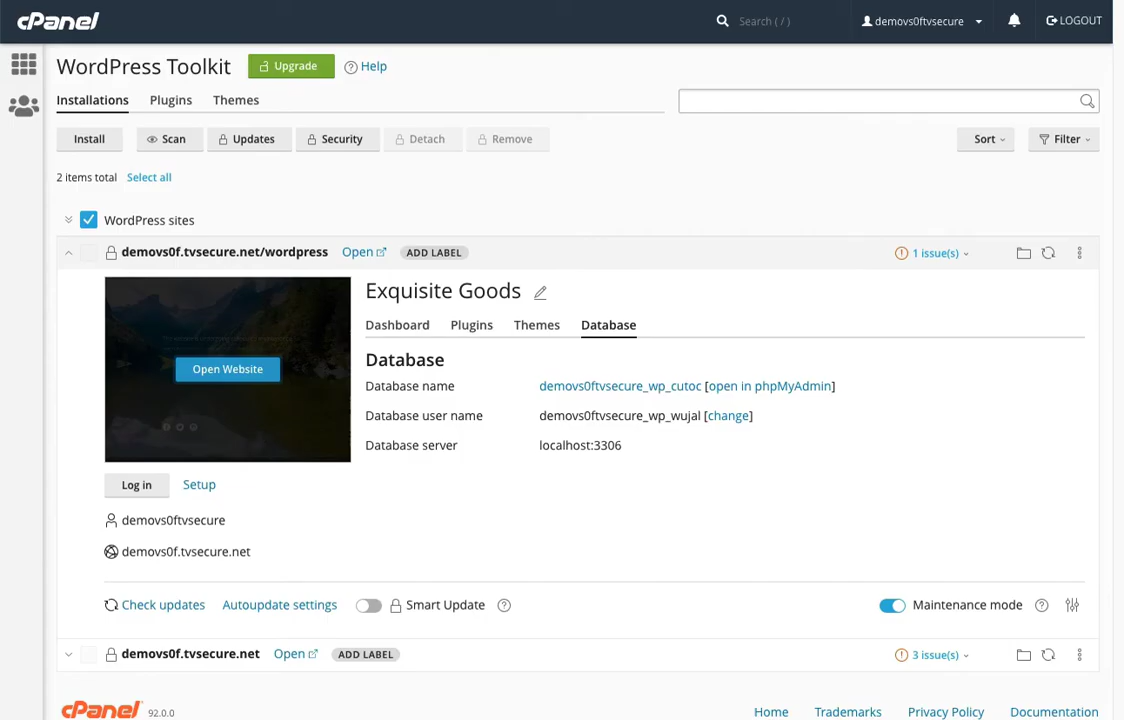 cPanel
Search ( / )
demovs0ftvsecure
LOGOUT
WordPress Toolkit
Upgrade
Help
Installations
Plugins
Themes
Install
Scan
Updates
Security
Detach
Remove
Sort
Filter
2 items total
Select all
WordPress sites
demovs0f.tvsecure.net/wordpress
Open
ADD LABEL
1 issue(s)
Open Website
Exquisite Goods
Dashboard
Plugins
Themes
Database
Database
Database name
demovs0ftvsecure_wp_cutoc [open in phpMyAdmin]
Database user name
demovs0ftvsecure_wp_wujal [change]
Database server
localhost:3306
Log in
Setup
demovs0ftvsecure
demovs0f.tvsecure.net
Check updates
Autoupdate settings
Smart Update
Maintenance mode
demovs0f.tvsecure.net
Open
ADD LABEL
3 issue(s)
cPanel
92.0.0
Home
Trademarks
Privacy Policy
Documentation